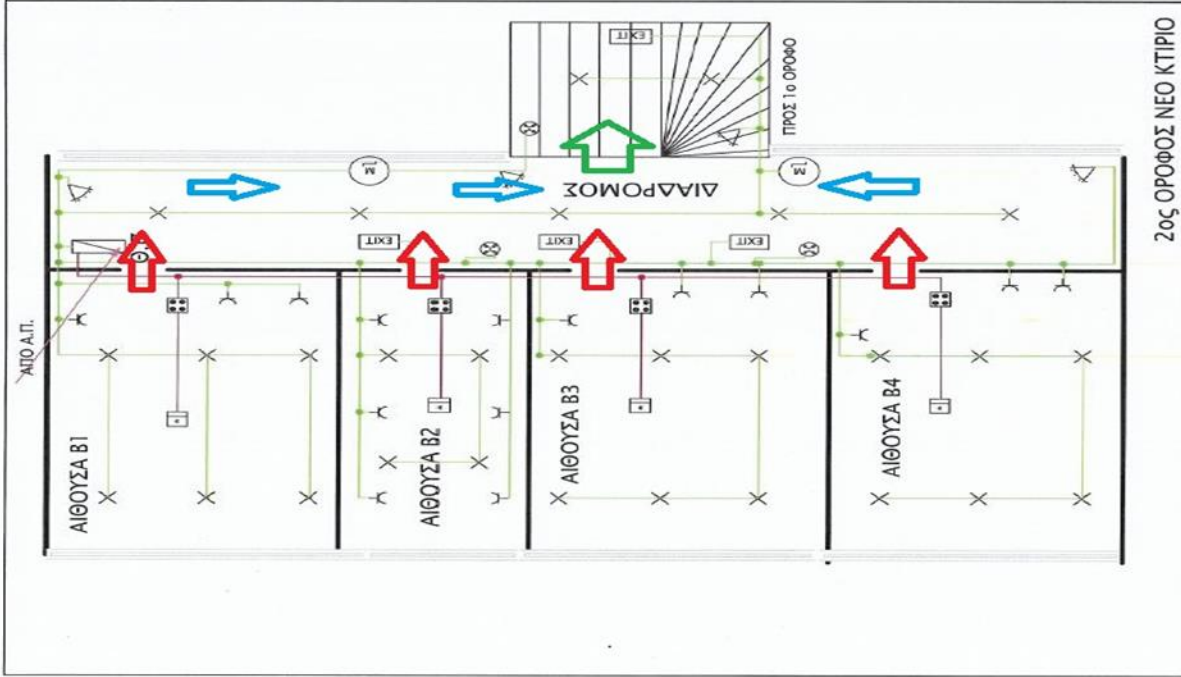 EXIT
ΠΡΟΣ 1ο ΟΡΟΦΟ
2ος ΟΡΟΦΟΣ ΝΕΟ ΚΤΙΡΙΟ
M
M
ΔΙΑΔΡΟΜΟΣ
EXIT
EXIT
EXIT
ΑΠΟ Α.Π.
ΑΙΘΟΥΣΑ Β1
ΑΙΘΟΥΣΑ Β2
ΑΙΘΟΥΣΑ Β3
ΑΙΘΟΥΣΑ Β4